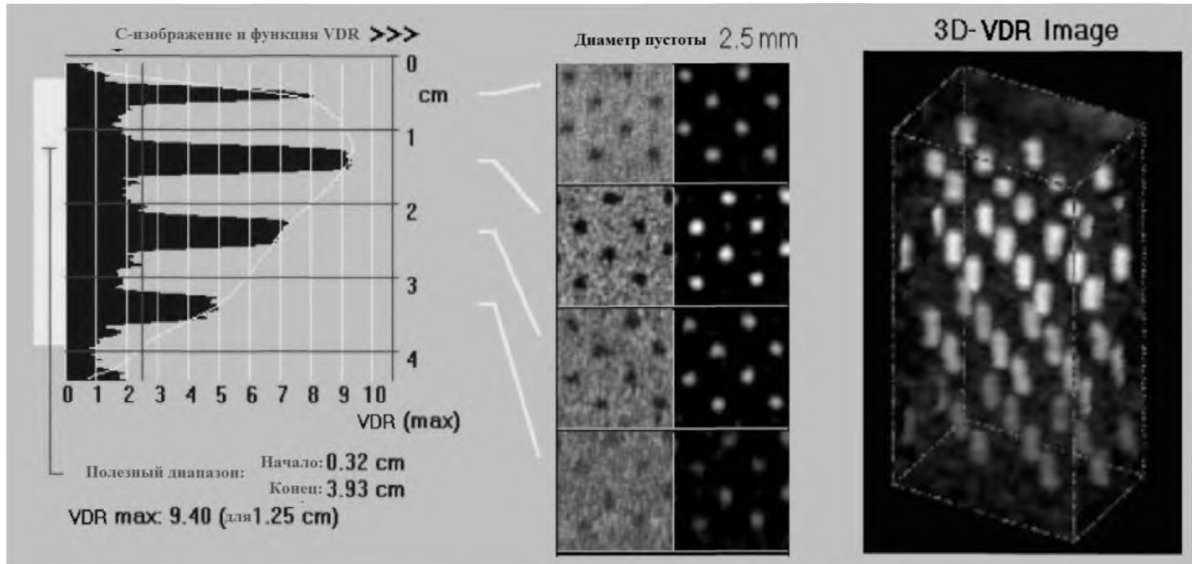 С-изображение и функция VDR >>>
0
cm
1
2
3
4
0 1 2 3 4 5 6 7 8 9 10
VDR (max)
Полезный диапазон: Начало: 0.32 cm
Конец: 3.93 cm
VDR max: 9.40 (для 1.25 cm)
Диаметр пустоты 2.5 mm
3D-VDR Image